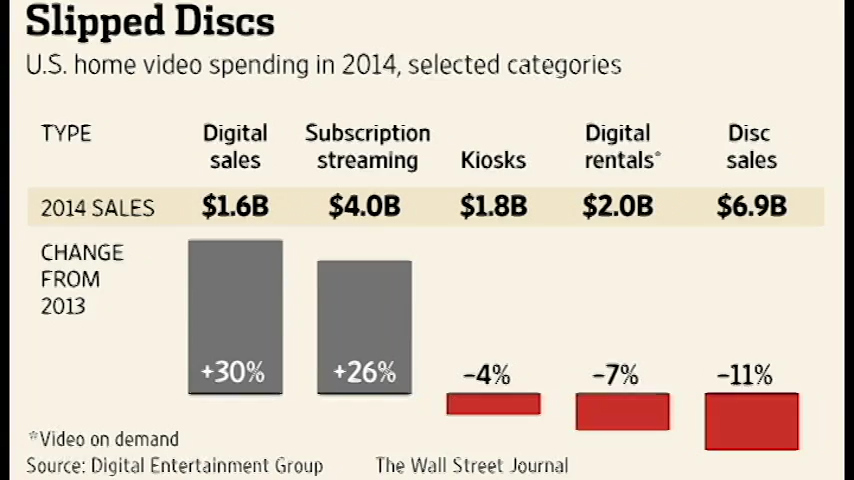 Slipped Discs
U.S. home video spending in 2014, selected categories
TYPE
Digital sales
Subscription streaming
Kiosks
Digital rentals*
Disc sales
2014 SALES $1.6B $4.0B $1.8B $2.0B $6.9B
CHANGE
FROM
2013
+30% +26% –4% –7% –11%
*Video on demand
Source: Digital Entertainment Group The Wall Street Journal